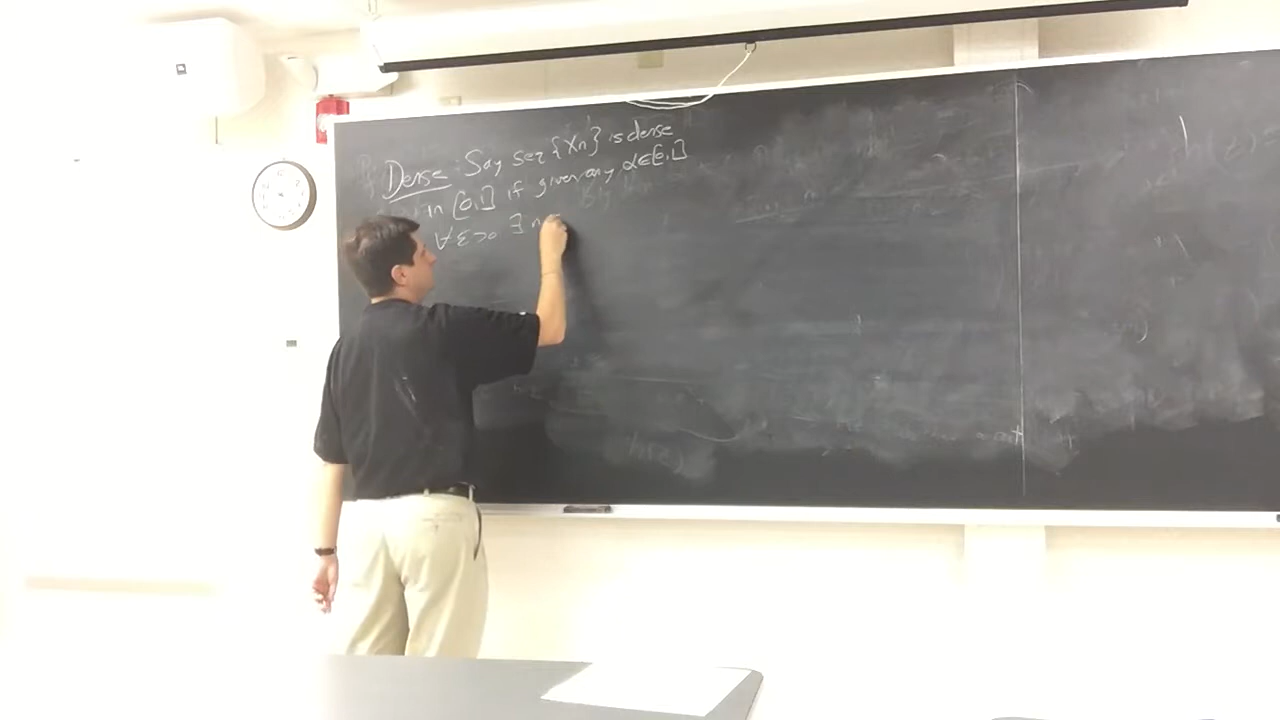 Dense: Say seq {Xn} is dense
in [0,1] if given any α∈[0,1]
∀ε>0 ∃n
h(z)=